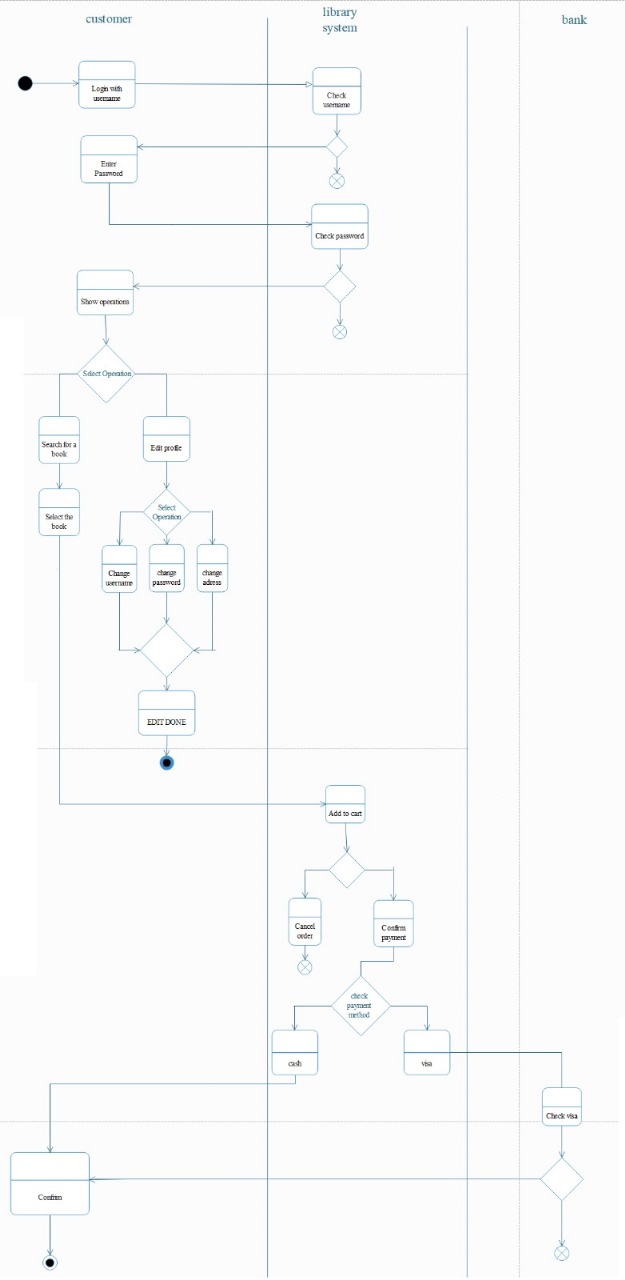 customer
library
system
bank
Login with
username
Check
username
Enter
Password
Check password
Show operations
Select Operation
Search for a
book
Edit profile
Select the
book
Select
Operation
Change
username
change
password
change
adress
EDIT DONE
Add to cart
Cancel
order
Confirm
payment
check
payment
method
cash
visa
Check visa
Confirm